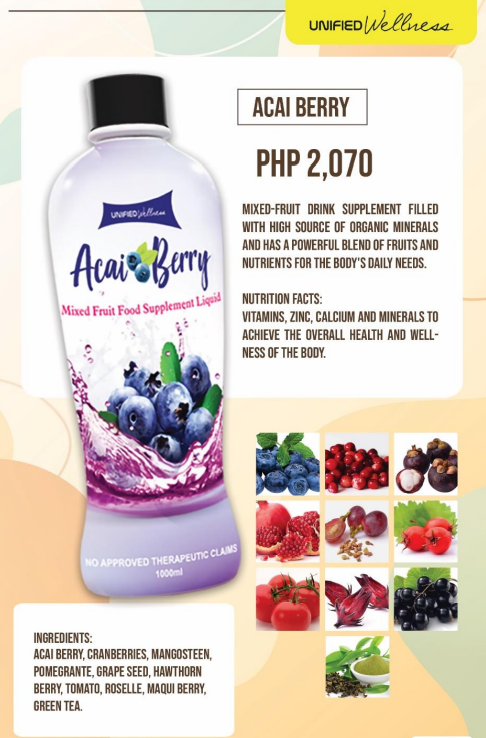 UNIFIED Wellness
ACAI BERRY
PHP 2,070
MIXED-FRUIT DRINK SUPPLEMENT FILLED
WITH HIGH SOURCE OF ORGANIC MINERALS
AND HAS A POWERFUL BLEND OF FRUITS AND
NUTRIENTS FOR THE BODY'S DAILY NEEDS.
NUTRITION FACTS:
VITAMINS, ZINC, CALCIUM AND MINERALS TO
ACHIEVE THE OVERALL HEALTH AND WELL-
NESS OF THE BODY.
UNIFIED Wellness
Acai Berry
Mixed Fruit Food Supplement Liquid
NO APPROVED THERAPEUTIC CLAIMS
1000ml
INGREDIENTS:
ACAI BERRY, CRANBERRIES, MANGOSTEEN,
POMEGRANTE, GRAPE SEED, HAWTHORN
BERRY, TOMATO, ROSELLE, MAQUI BERRY,
GREEN TEA.